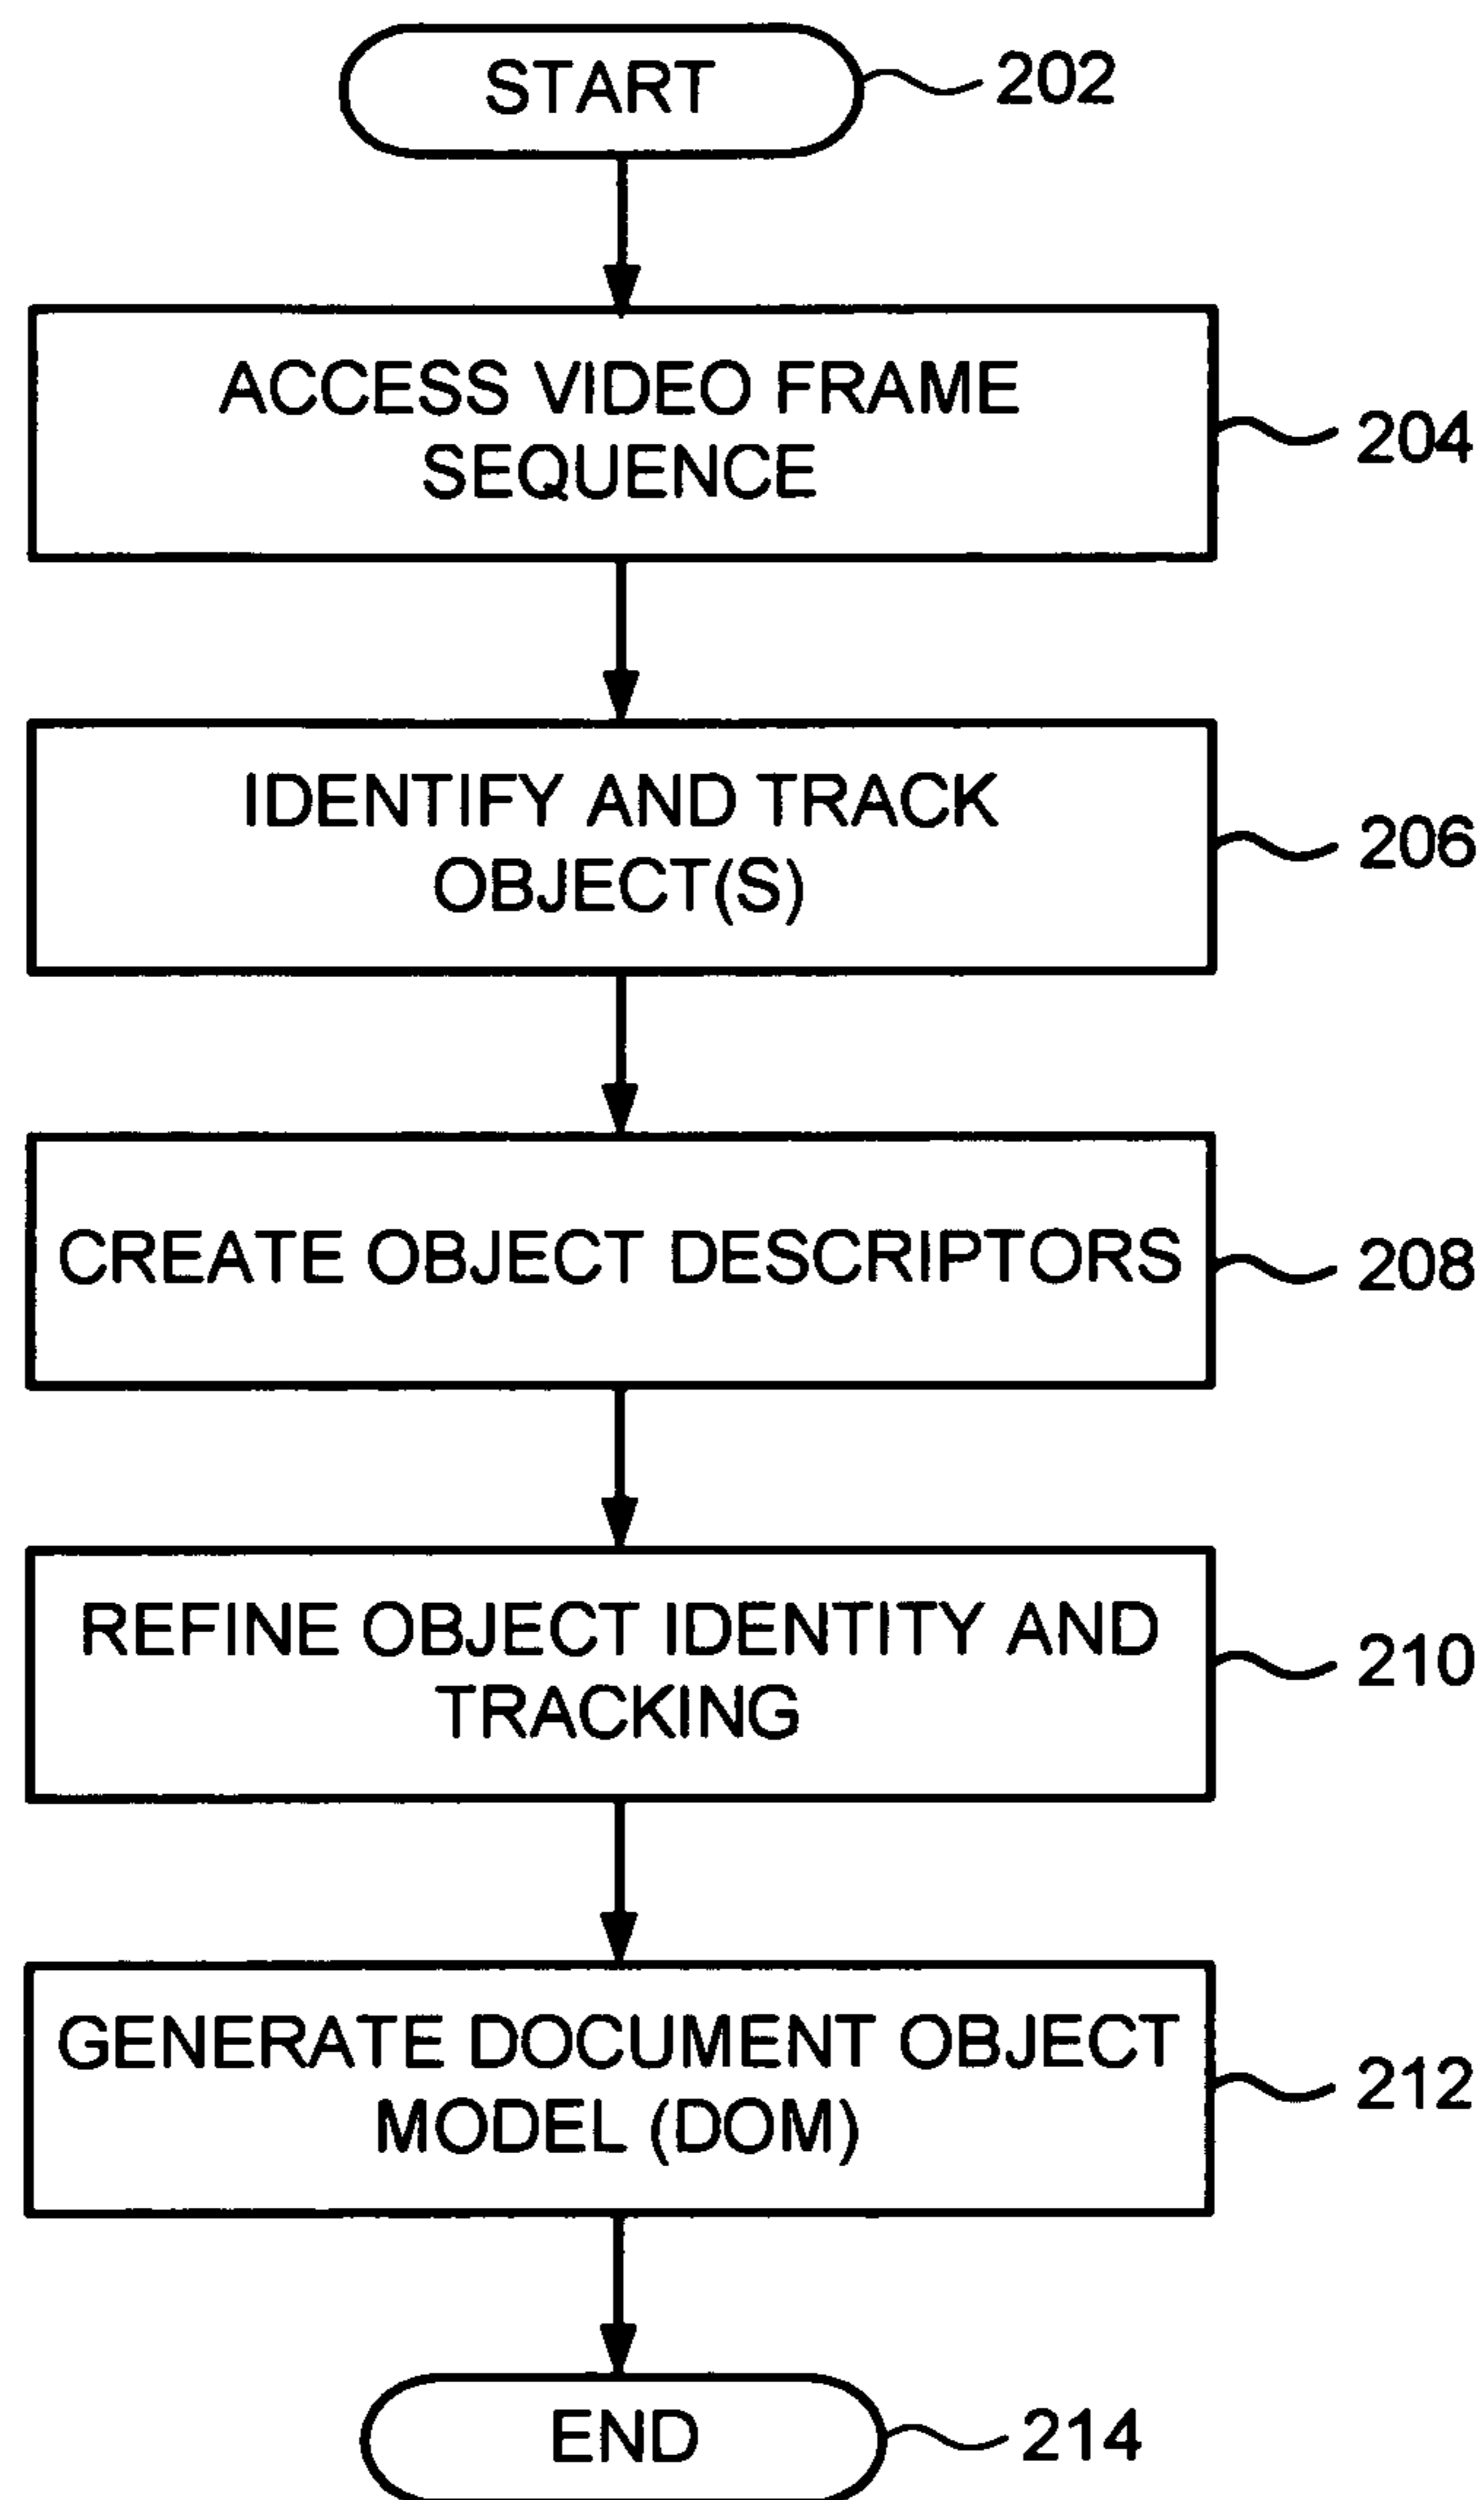 START
202
ACCESS VIDEO FRAME
SEQUENCE
204
IDENTIFY AND TRACK
OBJECT(S)
206
CREATE OBJECT DESCRIPTORS
208
REFINE OBJECT IDENTITY AND
TRACKING
210
GENERATE DOCUMENT OBJECT
MODEL (DOM)
212
END
214